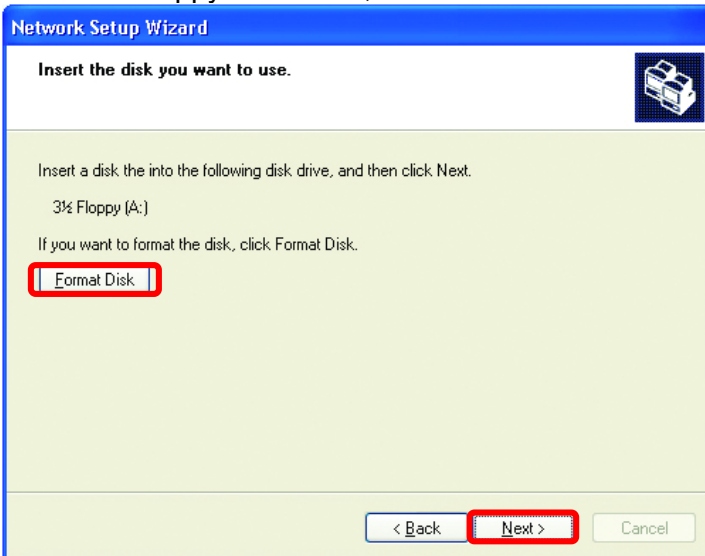 Network Setup Wizard
Insert the disk you want to use.
Insert a disk the into the following disk drive, and then click Next.
3½ Floppy (A:)
If you want to format the disk, click Format Disk.
Format Disk
< Back Next > Cancel